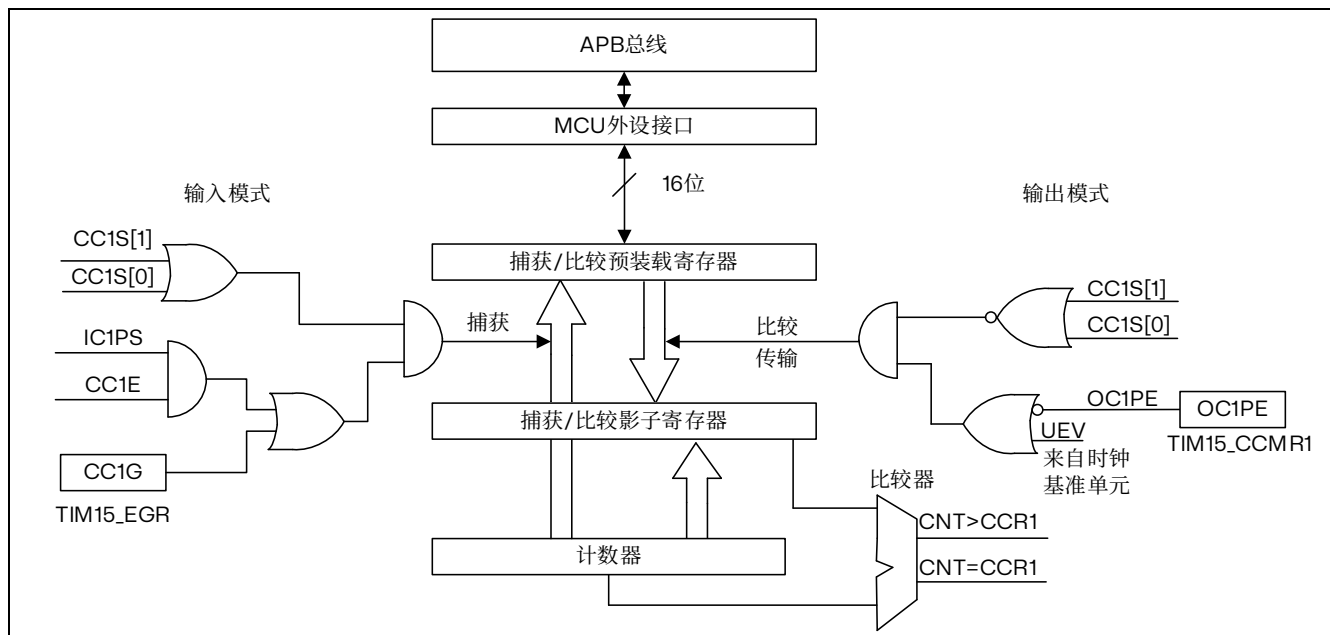 APB总线
MCU外设接口
16位
输入模式
输出模式
CC1S[1]
CC1S[0]
捕获/比较预装载寄存器
CC1S[1]
CC1S[0]
IC1PS
CC1E
捕获
比较
传输
捕获/比较影子寄存器
OC1PE
OC1PE
UEV
TIM15_CCMR1
来自时钟
基准单元
CC1G
TIM15_EGR
比较器
CNT>CCR1
计数器
CNT=CCR1